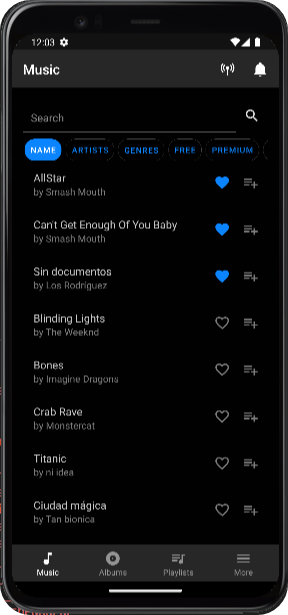 12:03
Music
Search
NAME ARTISTS GENRES FREE PREMIUM
AllStar
by Smash Mouth
Can't Get Enough Of You Baby
by Smash Mouth
Sin documentos
by Los Rodríguez
Blinding Lights
by The Weeknd
Bones
by Imagine Dragons
Crab Rave
by Monstercat
Titanic
by ni idea
Ciudad mágica
by Tan bionica
Music Albums Playlists More